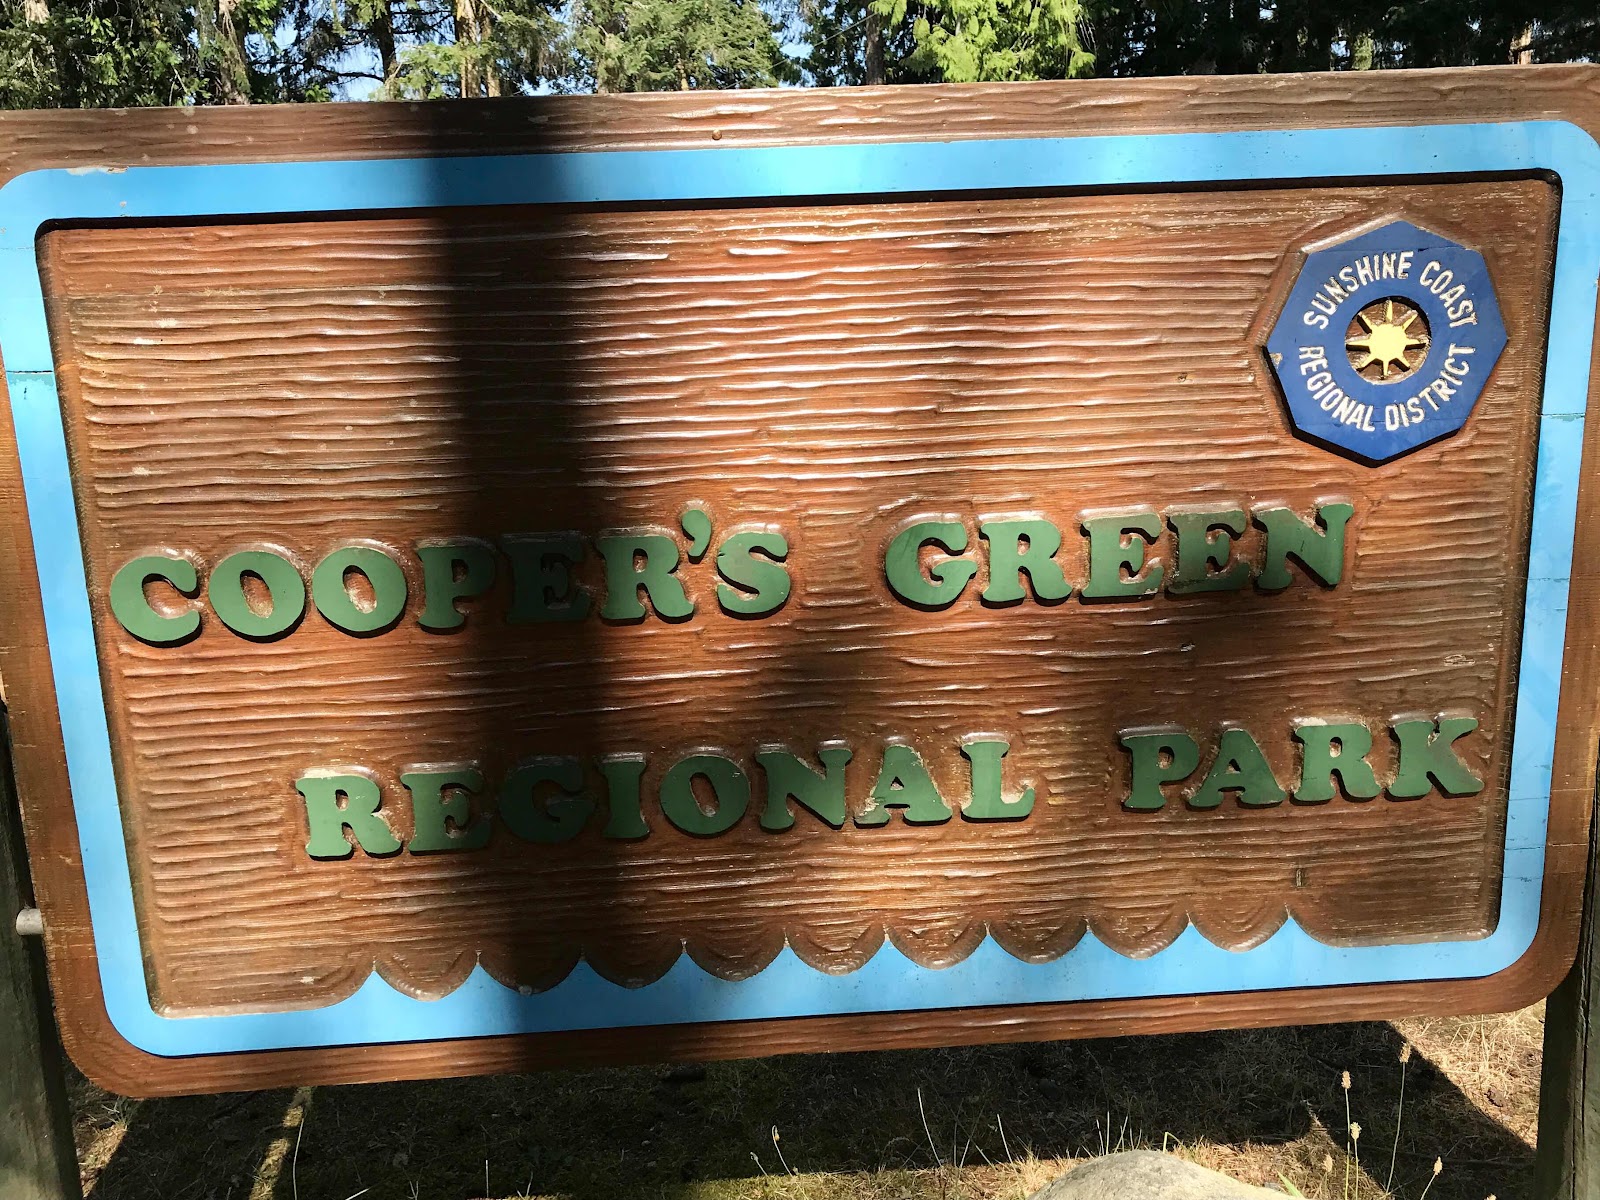 SUNSHINE COAST
REGIONAL DISTRICT
COOPER'S GREEN
REGIONAL PARK